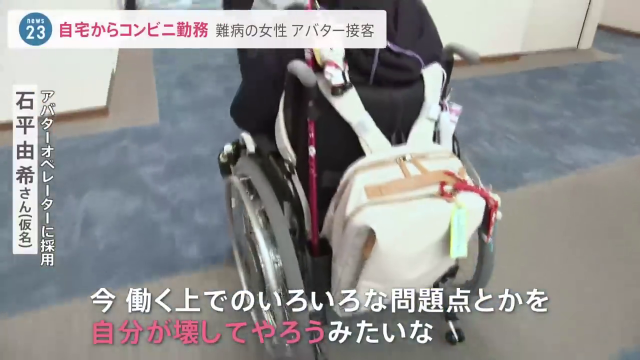 news
23
自宅からコンビニ勤務 難病の女性 アバター接客
アバターオペレーターに採用
石平由希さん(仮名)
今 働く上でのいろいろな問題点とかを
自分が壊してやろうみたいな